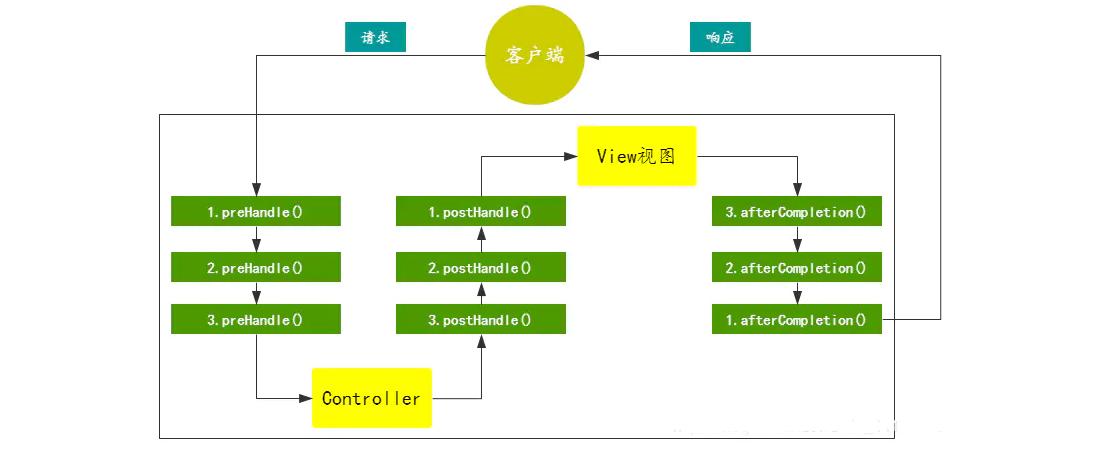 请求
客户端
响应
View视图
1.preHandle()
1.postHandle()
3.afterCompletion()
2.preHandle()
2.postHandle()
2.afterCompletion()
3.preHandle()
3.postHandle()
1.afterCompletion()
Controller